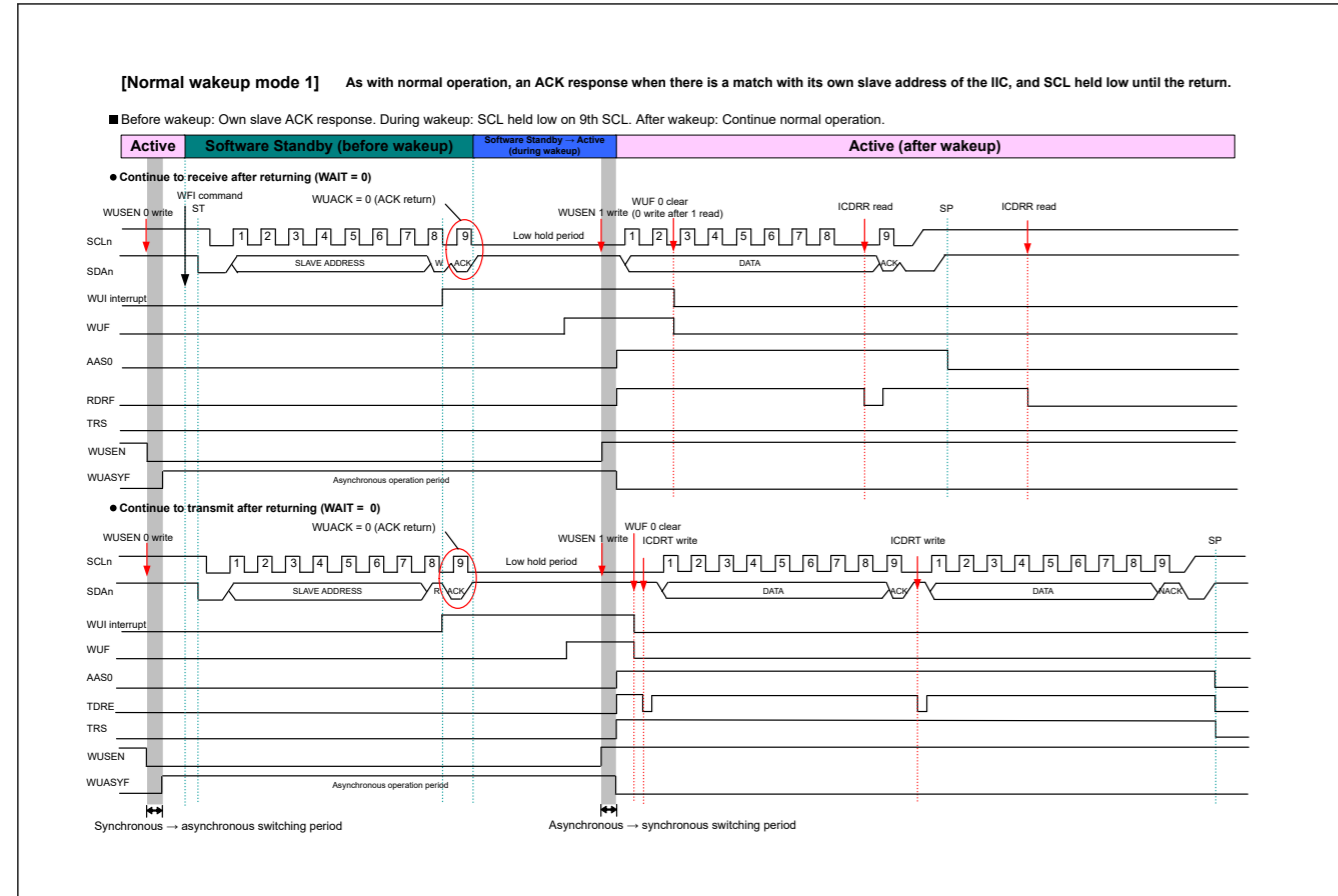 [Normal wakeup mode 1] As with normal operation, an ACK response when there is a match with its own slave address of the IIC, and SCL held low until the return.
■ Before wakeup: Own slave ACK response. During wakeup: SCL held low on 9th SCL. After wakeup: Continue normal operation.
Active
Software Standby (before wakeup)
Software Standby → Active
(during wakeup)
Active (after wakeup)
● Continue to receive after returning (WAIT = 0)
WFI command
ST
WUACK = 0 (ACK return)
WUSEN 0 write
WUSEN 1 write
WUF 0 clear
(0 write after 1 read)
ICDRR read
SP
ICDRR read
SCLn
1 2 3 4 5 6 7 8 9
Low hold period
1 2 3 4 5 6 7 8 9
SDAn
SLAVE ADDRESS
W
ACK
DATA
ACK
WUI interrupt
WUF
AAS0
RDRF
TRS
WUSEN
WUASYF
Asynchronous operation period
● Continue to transmit after returning (WAIT = 0)
WUACK = 0 (ACK return)
WUSEN 0 write
WUSEN 1 write
WUF 0 clear
ICDRT write
ICDRT write
SP
SCLn
1 2 3 4 5 6 7 8 9
Low hold period
1 2 3 4 5 6 7 8 9
1 2 3 4 5 6 7 8 9
SDAn
SLAVE ADDRESS
R
ACK
DATA
ACK
DATA
NACK
WUI interrupt
WUF
AAS0
TDRE
TRS
WUSEN
WUASYF
Asynchronous operation period
Synchronous → asynchronous switching period
Asynchronous → synchronous switching period